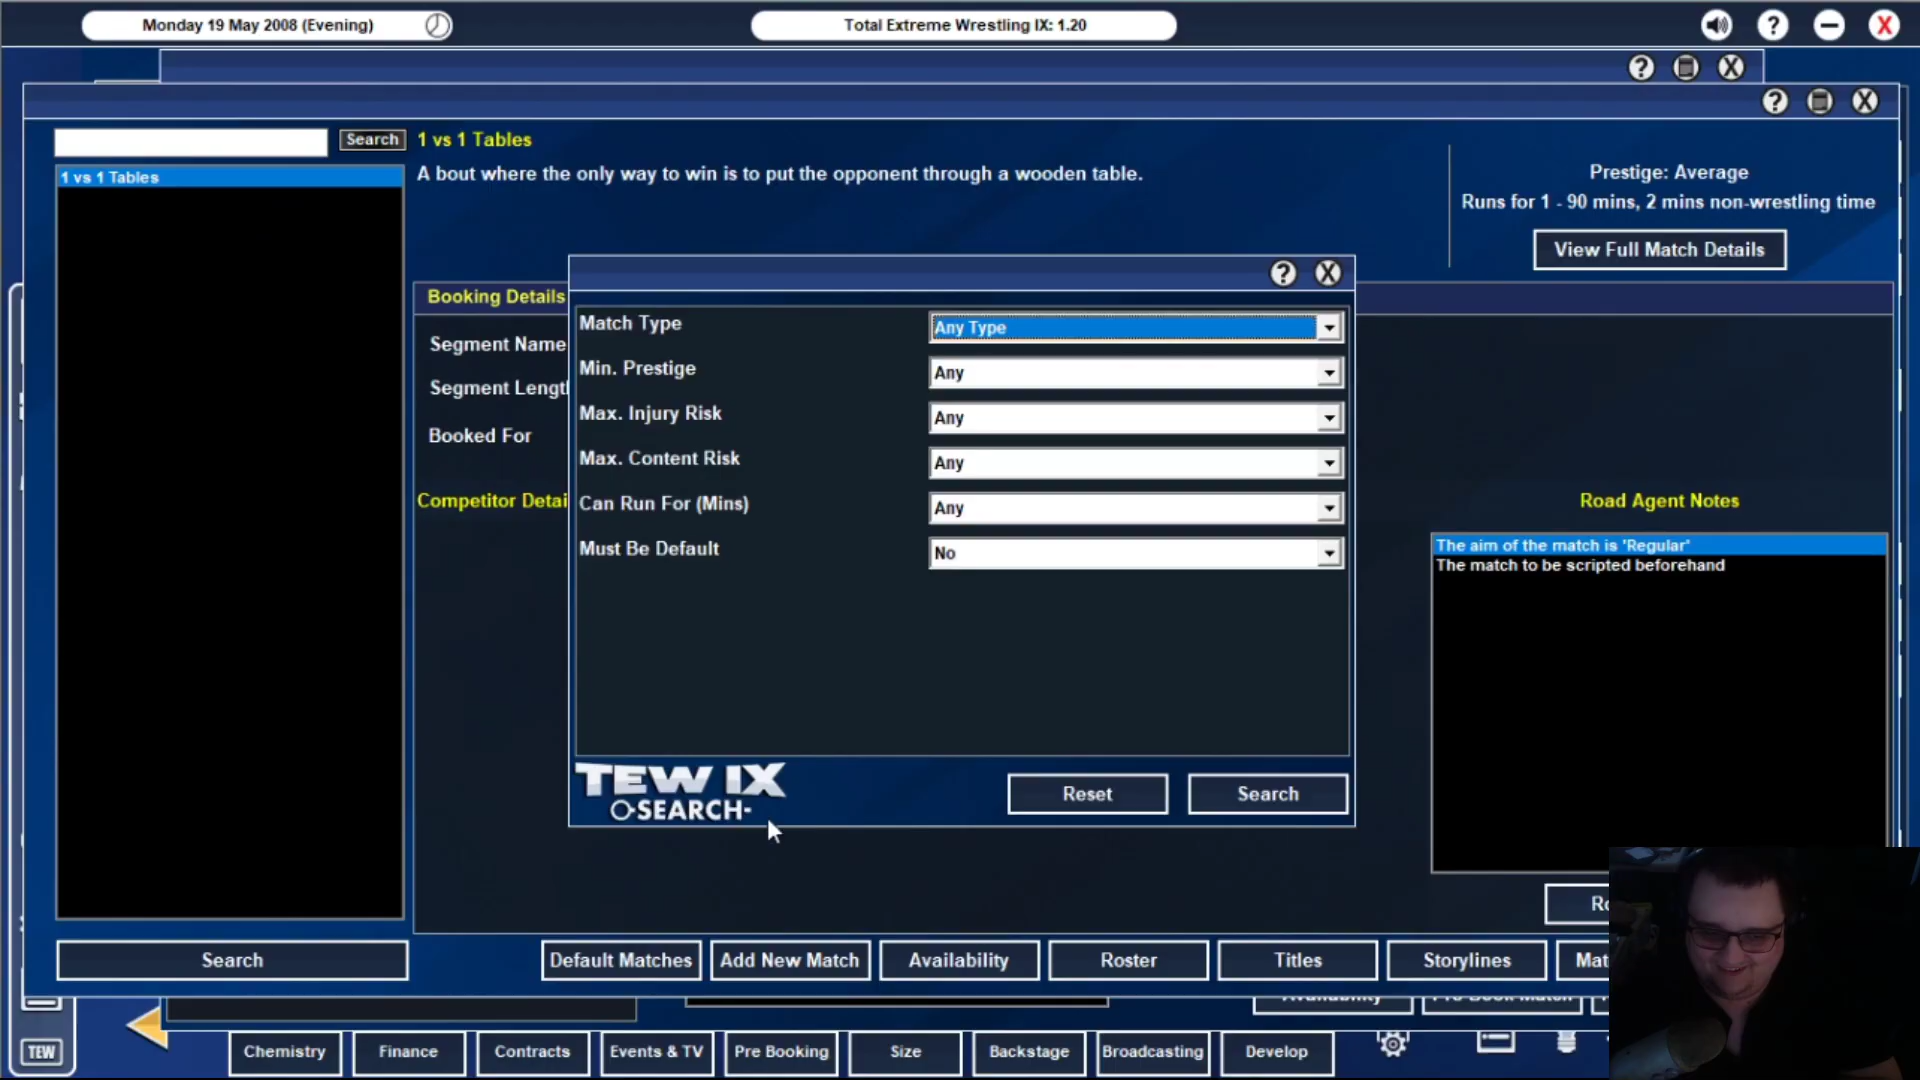 Monday 19 May 2008 (Evening)
Total Extreme Wrestling IX: 1.20
Search
1 vs 1 Tables
1 vs 1 Tables
A bout where the only way to win is to put the opponent through a wooden table.
Prestige: Average
Runs for 1 - 90 mins, 2 mins non-wrestling time
View Full Match Details
Booking Details
Segment Name
Segment Lengt
Booked For
Competitor Detai
Match Type
Any Type
Min. Prestige
Any
Max. Injury Risk
Any
Max. Content Risk
Any
Can Run For (Mins)
Any
Must Be Default
No
TEW IX
SEARCH
Reset
Search
Road Agent Notes
The aim of the match is 'Regular'
The match to be scripted beforehand
Search
Default Matches
Add New Match
Availability
Roster
Titles
Storylines
Availability
Pre Book Match
TEW
Chemistry
Finance
Contracts
Events & TV
Pre Booking
Size
Backstage
Broadcasting
Develop